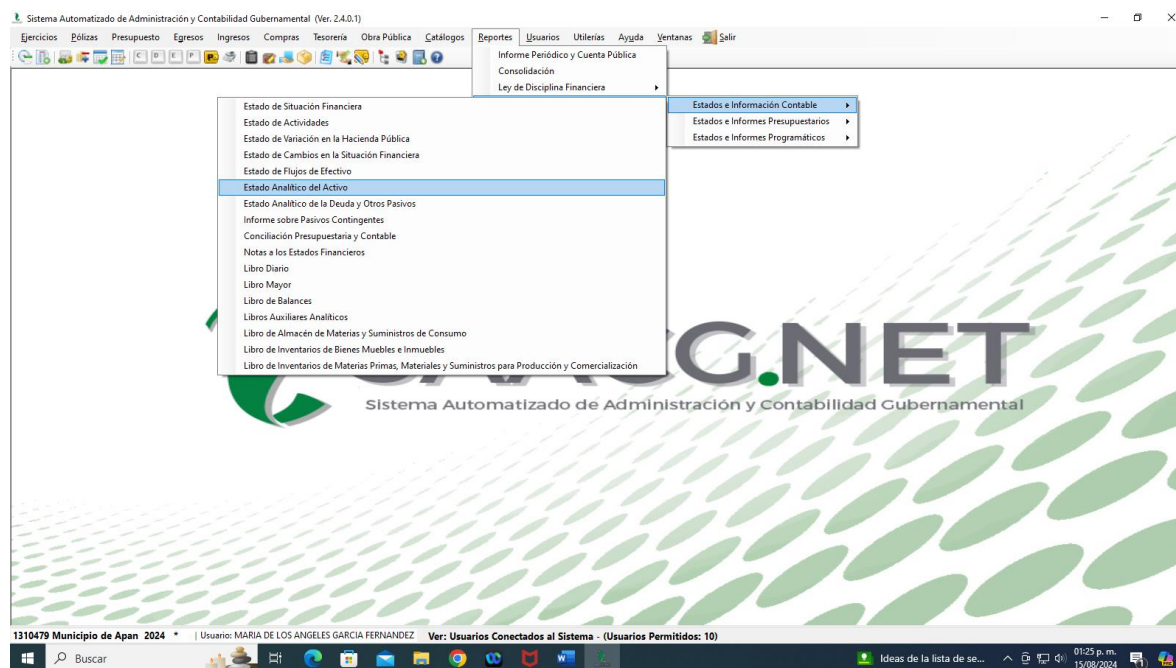 Sistema Automatizado de Administración y Contabilidad Gubernamental (Ver. 2.4.0.1)
Ejercicios Pólizas Presupuesto Egresos Ingresos Compras Tesorería Obra Pública Catálogos Reportes Usuarios Utilerías Ayuda Ventanas Salir
C D E P
Informe Periódico y Cuenta Pública
Consolidación
Ley de Disciplina Financiera
Estados e Información Contable
Estados e Informes Presupuestarios
Estados e Informes Programáticos
Estado de Situación Financiera
Estado de Actividades
Estado de Variación en la Hacienda Pública
Estado de Cambios en la Situación Financiera
Estado de Flujos de Efectivo
Estado Analítico del Activo
Estado Analítico de la Deuda y Otros Pasivos
Informe sobre Pasivos Contingentes
Conciliación Presupuestaria y Contable
Notas a los Estados Financieros
Libro Diario
Libro Mayor
Libro de Balances
Libros Auxiliares Analíticos
Libro de Almacén de Materias y Suministros de Consumo
Libro de Inventarios de Bienes Muebles e Inmuebles
Libro de Inventarios de Materias Primas, Materiales y Suministros para Producción y Comercialización
G.NET
Sistema Automatizado de Administración y Contabilidad Gubernamental
1310479 Municipio de Apan 2024 * | Usuario: MARIA DE LOS ANGELES GARCIA FERNANDEZ Ver: Usuarios Conectados al Sistema - (Usuarios Permitidos: 10)
Buscar
Ideas de la lista de se...
01:25 p. m.
15/08/2024